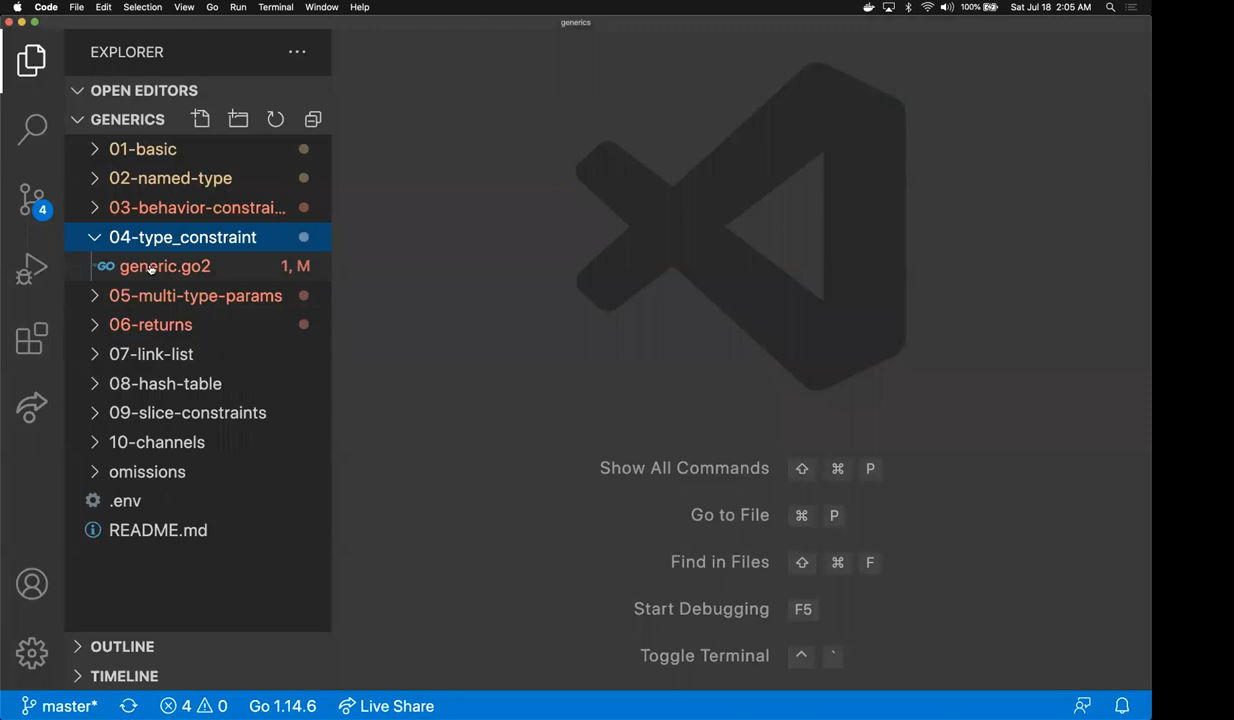 Code File Edit Selection View Go Run Terminal Window Help 100% Sat Jul 18 2:05 AM
generics
EXPLORER
OPEN EDITORS
GENERICS
01-basic
02-named-type
03-behavior-constrai...
04-type_constraint
GO generic.go2 1, M
05-multi-type-params
06-returns
07-link-list
08-hash-table
09-slice-constraints
10-channels
omissions
.env
README.md
4
Show All Commands ⇧ ⌘ P
Go to File ⌘ P
Find in Files ⇧ ⌘ F
Start Debugging F5
Toggle Terminal ^ `
OUTLINE
TIMELINE
master* 4 0 Go 1.14.6 Live Share